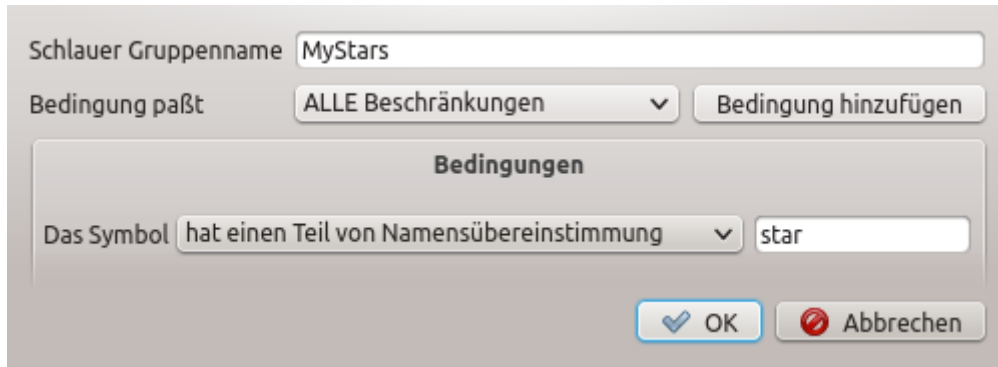 Schlauer Gruppenname MyStars
Bedingung paßt ALLE Beschränkungen Bedingung hinzufügen
Bedingungen
Das Symbol hat einen Teil von Namensübereinstimmung star
OK Abbrechen